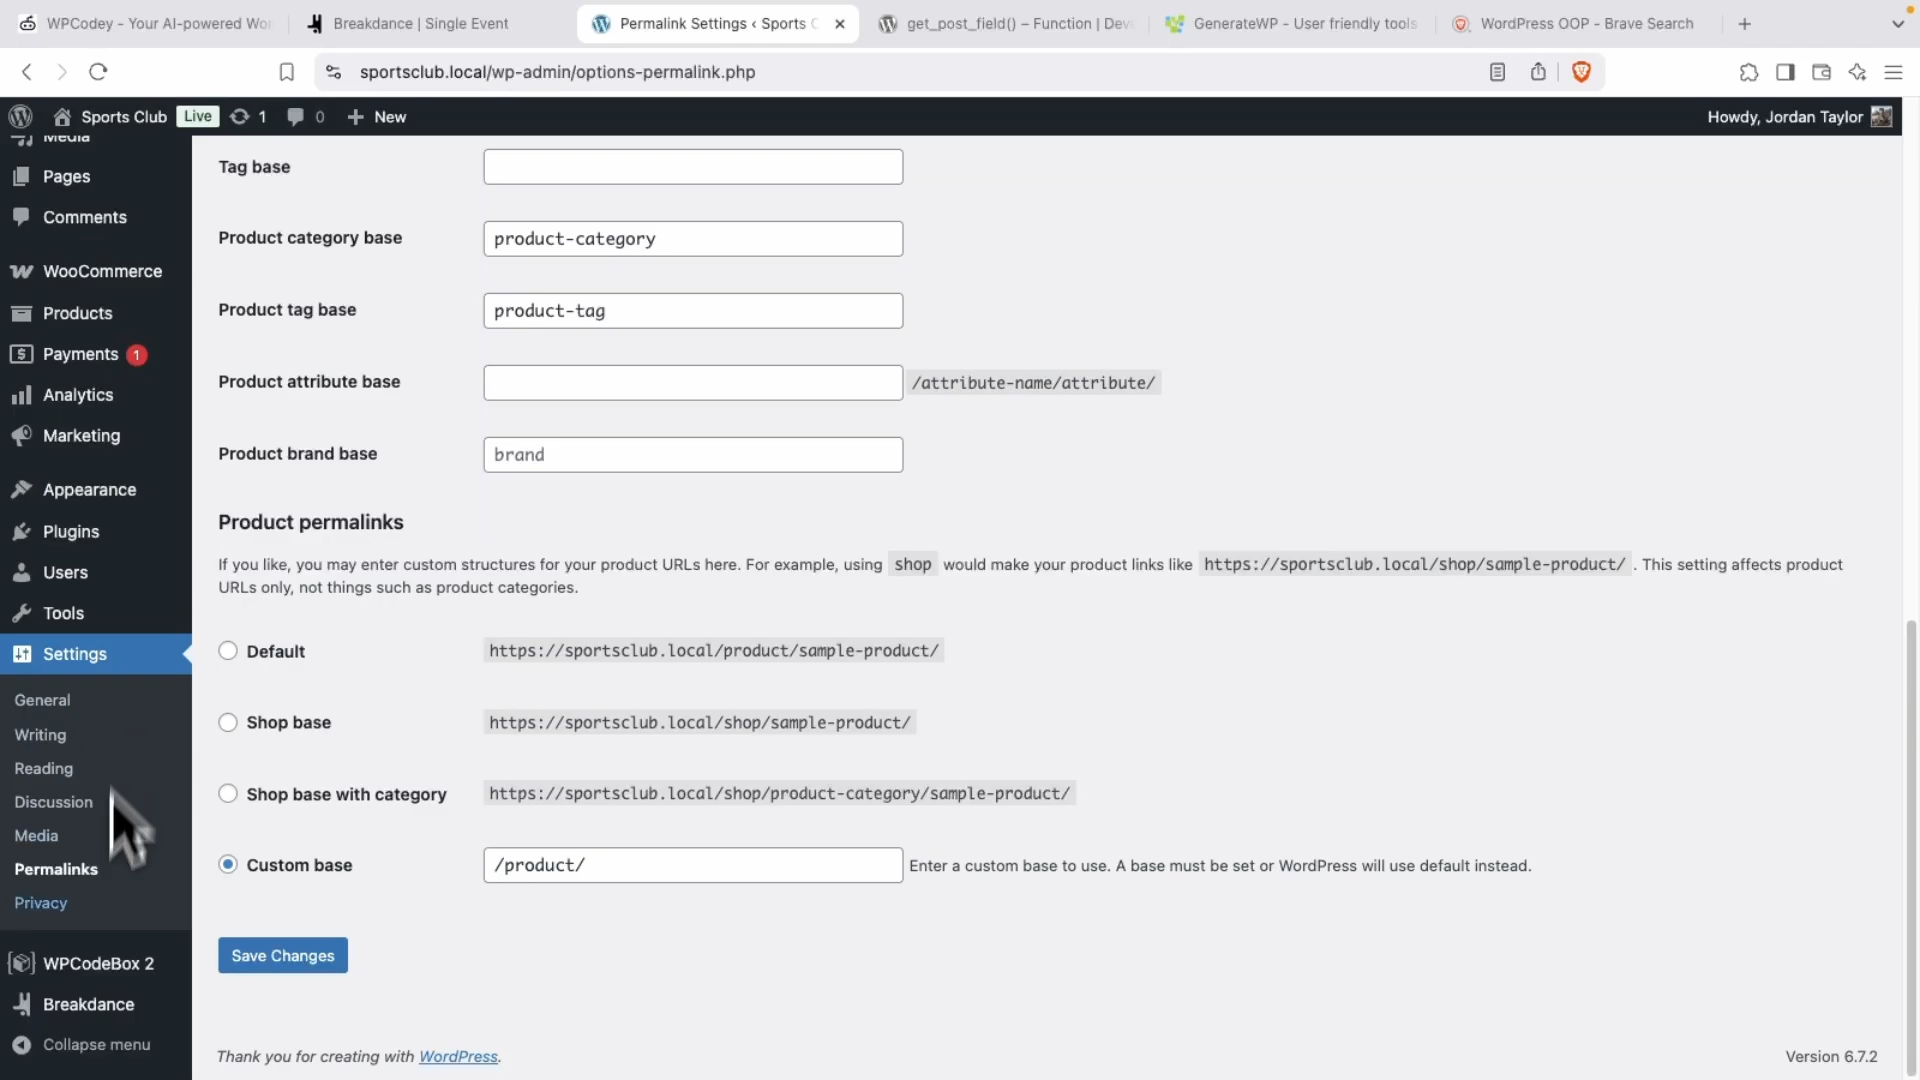 WPCodey - Your AI-powered Wor
Breakdance | Single Event
Permalink Settings ‹ Sports C
get_post_field() – Function | Deve
GenerateWP - User friendly tools
WordPress OOP - Brave Search
sportsclub.local/wp-admin/options-permalink.php
Sports Club
Live
1
0
New
Howdy, Jordan Taylor
Media
Pages
Comments
WooCommerce
Products
Payments 1
Analytics
Marketing
Appearance
Plugins
Users
Tools
Settings
General
Writing
Reading
Discussion
Media
Permalinks
Privacy
WPCodeBox 2
Breakdance
Collapse menu
Tag base
Product category base
product-category
Product tag base
product-tag
Product attribute base
/attribute-name/attribute/
Product brand base
brand
Product permalinks
If you like, you may enter custom structures for your product URLs here. For example, using shop would make your product links like https://sportsclub.local/shop/sample-product/ . This setting affects product
URLs only, not things such as product categories.
Default
https://sportsclub.local/product/sample-product/
Shop base
https://sportsclub.local/shop/sample-product/
Shop base with category
https://sportsclub.local/shop/product-category/sample-product/
Custom base
/product/
Enter a custom base to use. A base must be set or WordPress will use default instead.
Save Changes
Thank you for creating with WordPress.
Version 6.7.2